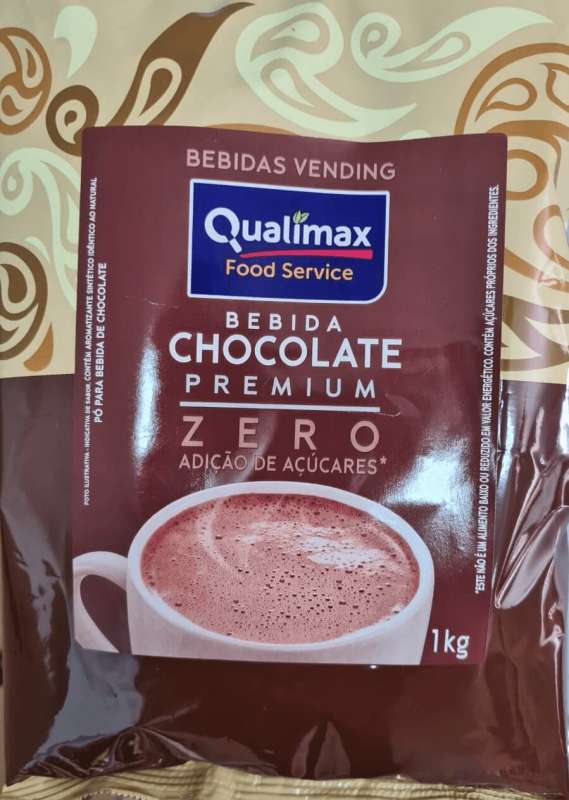 BEBIDAS VENDING
Qualimax
Food Service
BEBIDA
CHOCOLATE
PREMIUM
ZERO
ADIÇÃO DE AÇÚCARES*
1kg
FOTO ILUSTRATIVA - INDICATIVA DE SABOR. CONTÉM AROMATIZANTE SINTÉTICO IDÊNTICO AO NATURAL
PÓ PARA BEBIDA DE CHOCOLATE
*ESTE NÃO É UM ALIMENTO BAIXO OU REDUZIDO EM VALOR ENERGÉTICO. CONTÉM AÇÚCARES PRÓPRIOS DOS INGREDIENTES.